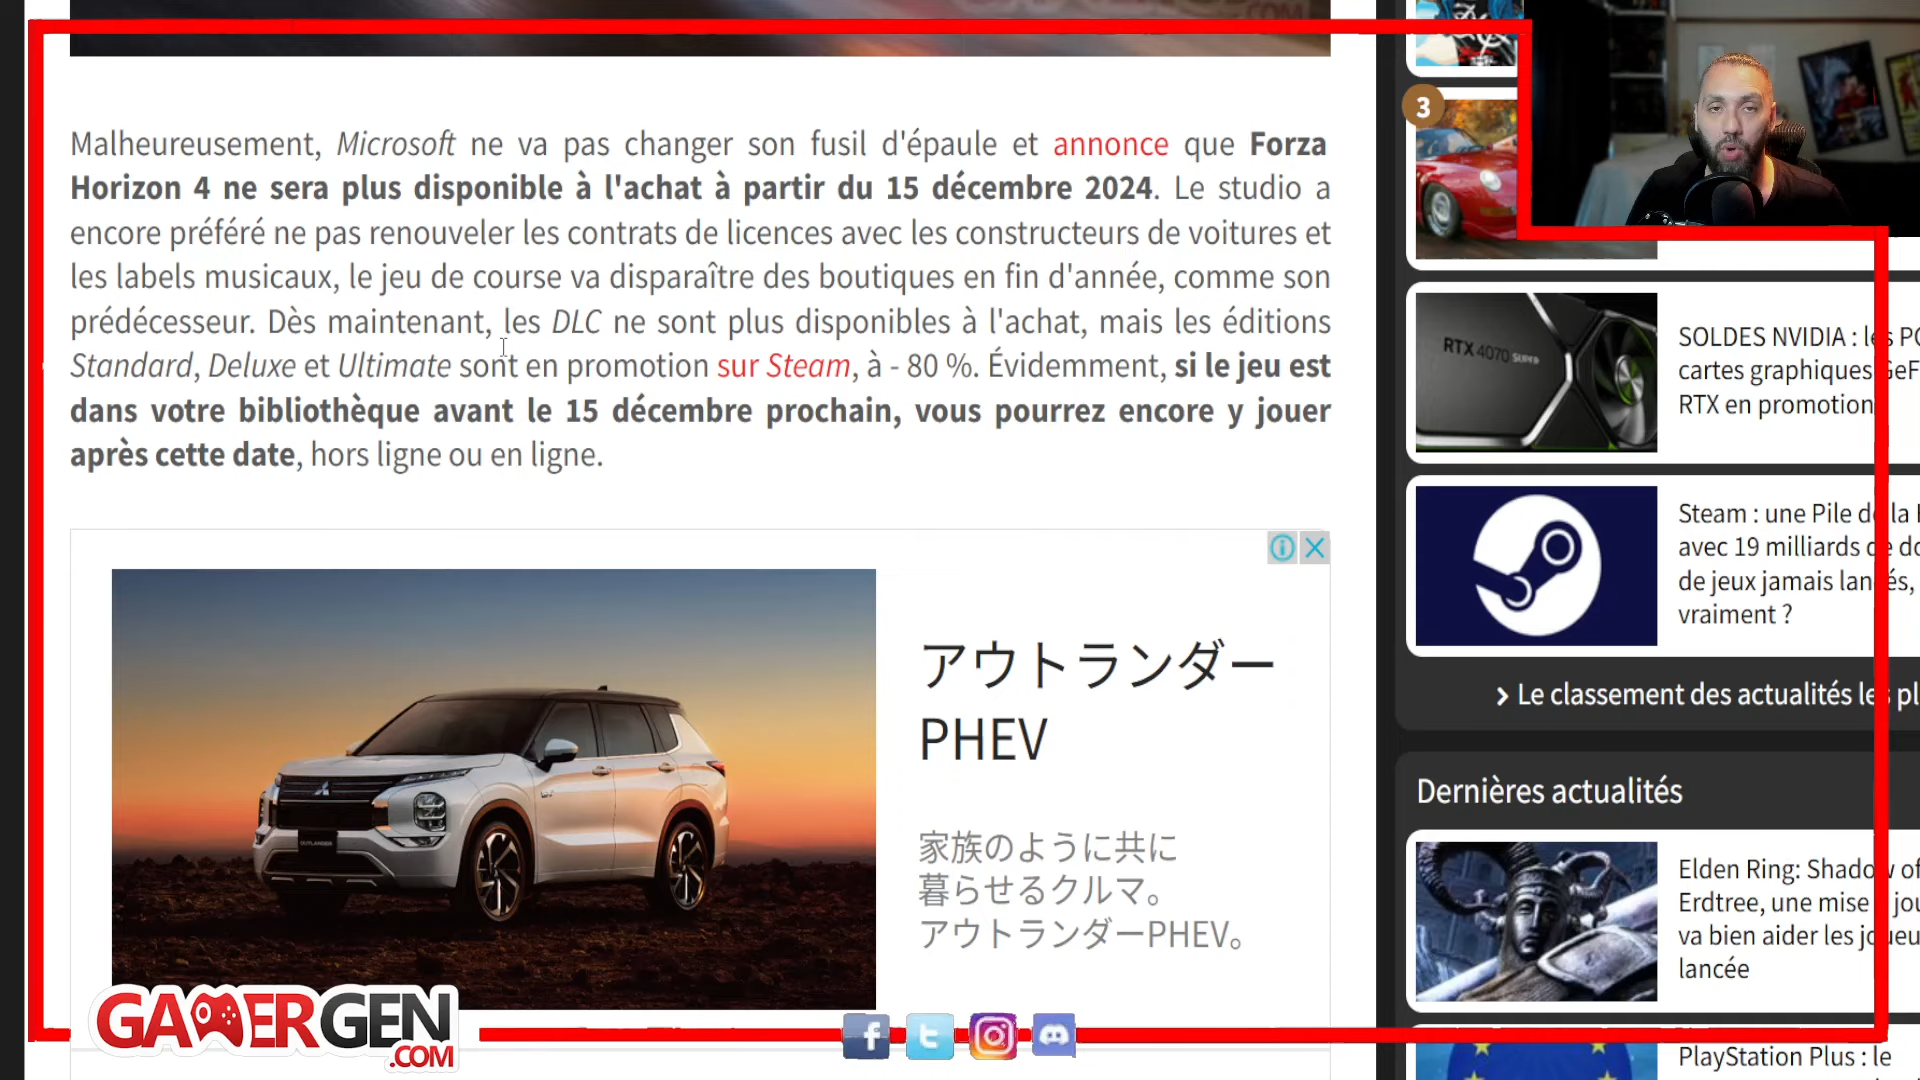 Malheureusement, Microsoft ne va pas changer son fusil d'épaule et annonce que Forza
Horizon 4 ne sera plus disponible à l'achat à partir du 15 décembre 2024. Le studio a
encore préféré ne pas renouveler les contrats de licences avec les constructeurs de voitures et
les labels musicaux, le jeu de course va disparaître des boutiques en fin d'année, comme son
prédécesseur. Dès maintenant, les DLC ne sont plus disponibles à l'achat, mais les éditions
Standard, Deluxe et Ultimate sont en promotion sur Steam, à - 80 %. Évidemment, si le jeu est
dans votre bibliothèque avant le 15 décembre prochain, vous pourrez encore y jouer
après cette date, hors ligne ou en ligne.
アウトランダー
PHEV
家族のように共に
暮らせるクルマ。
アウトランダーPHEV。
OUTLANDER
GAMERGEN
.COM
3
RTX 4070 SUPER
SOLDES NVIDIA : les PC
cartes graphiques GeF
RTX en promotion
Steam : une Pile de la
avec 19 milliards de do
de jeux jamais lancés,
vraiment ?
Le classement des actualités les pl
Dernières actualités
Elden Ring: Shadow of
Erdtree, une mise jou
va bien aider les joueu
lancée
PlayStation Plus : le